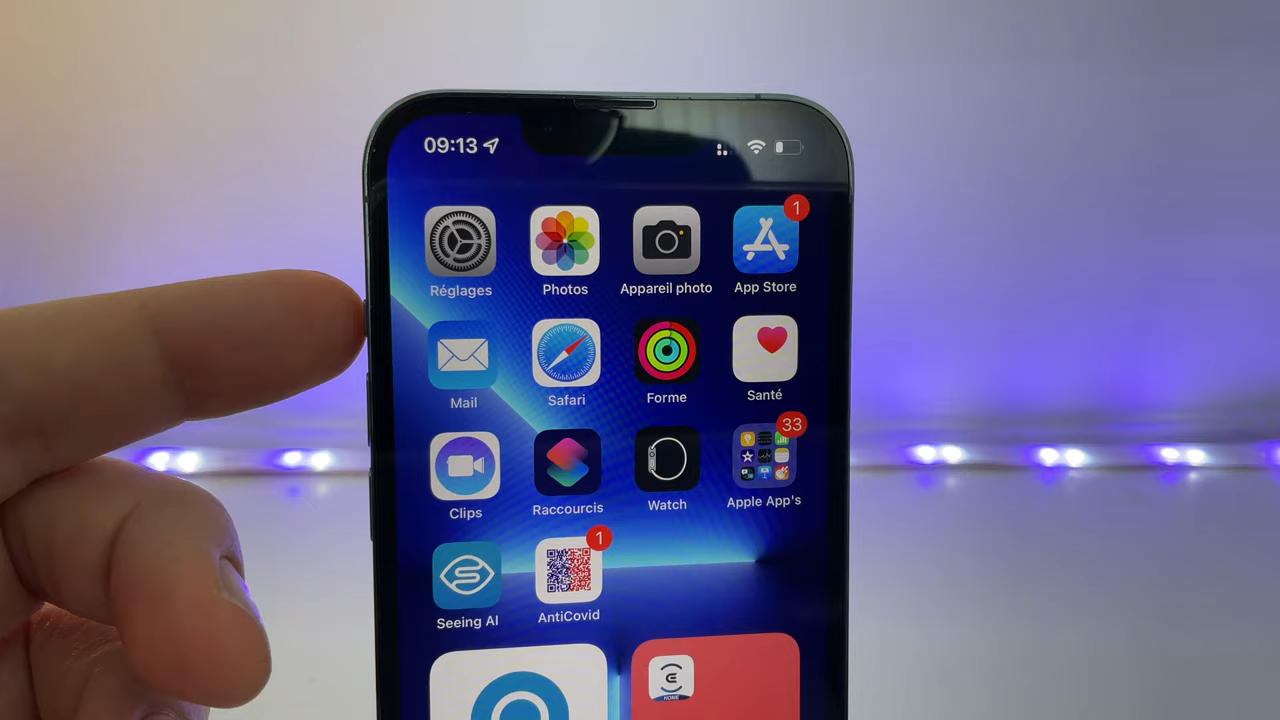 09:13
1
Réglages
Photos
Appareil photo
App Store
Mail
Safari
Forme
Santé
33
Clips
Raccourcis
Watch
Apple App's
1
Seeing AI
AntiCovid
HOME